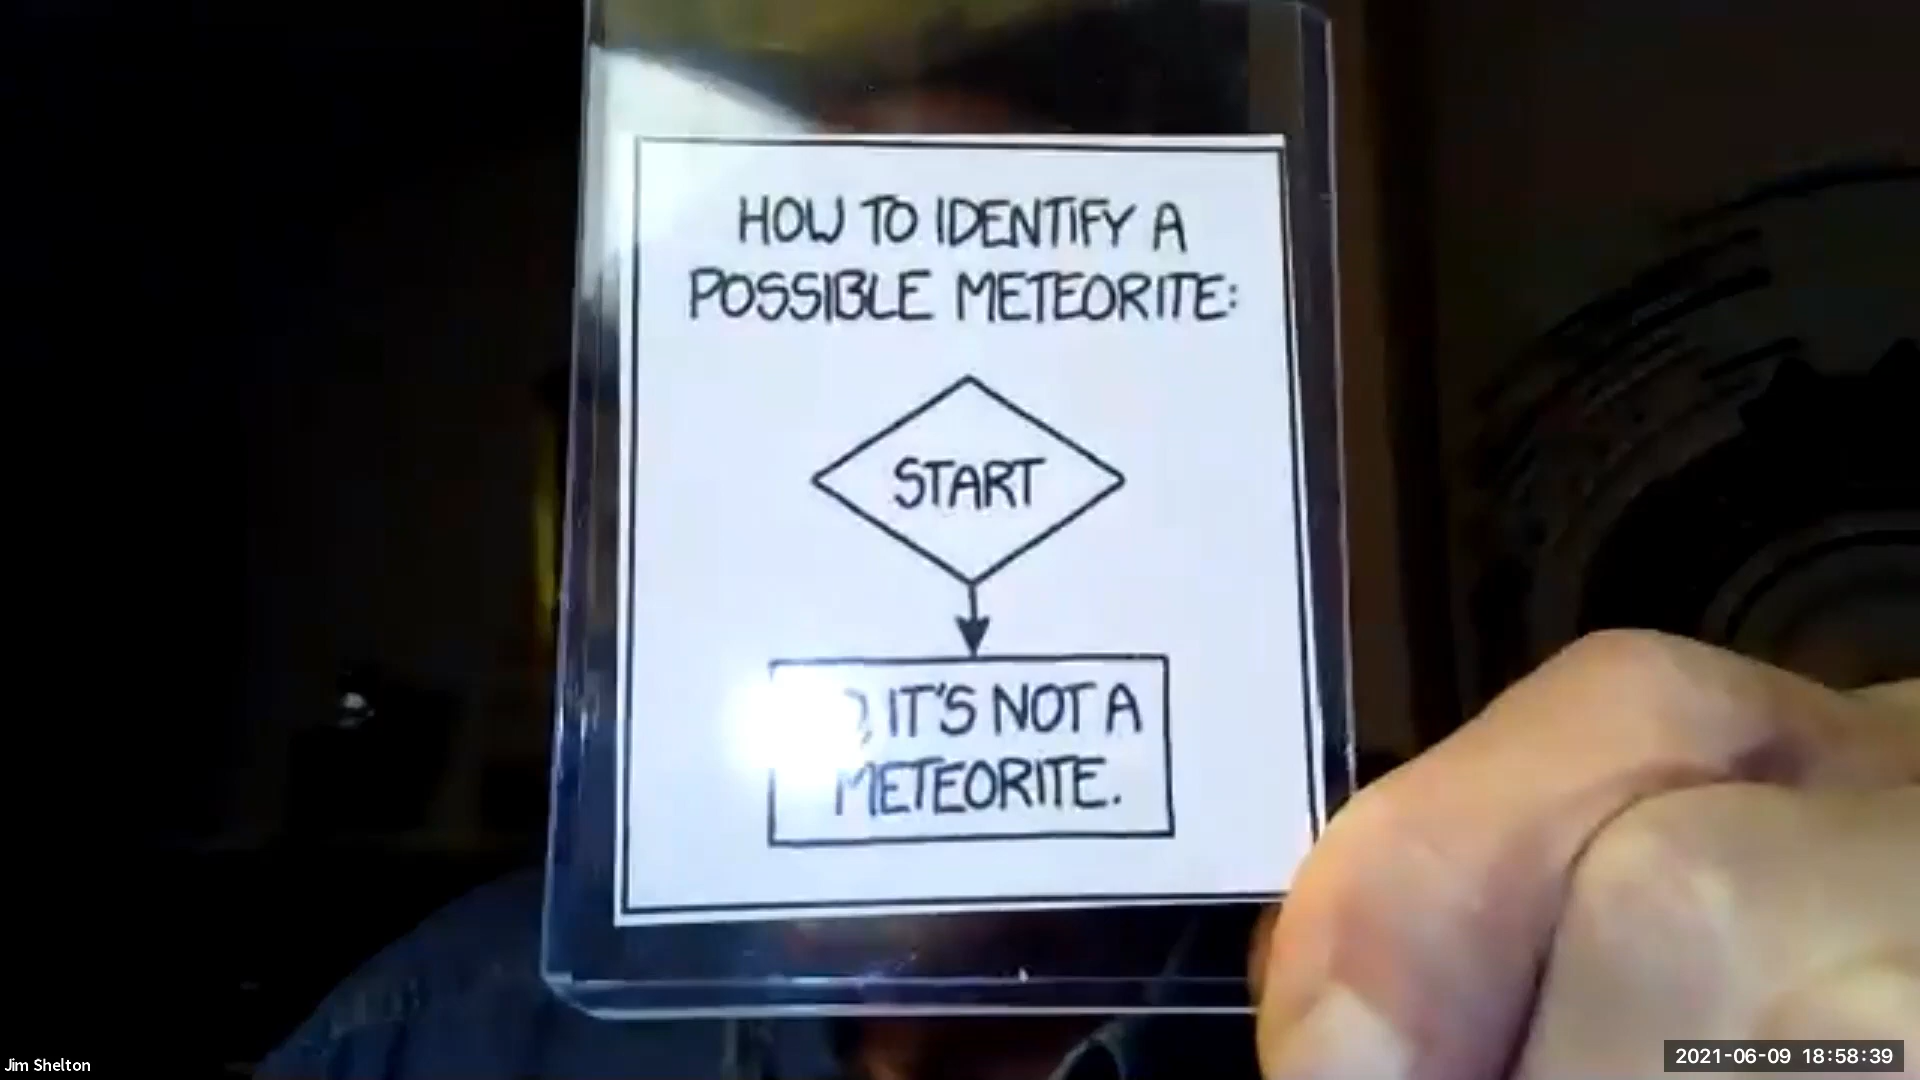 HOW TO IDENTIFY A
POSSIBLE METEORITE:
START
IT'S NOT A
METEORITE.
Jim Shelton
2021-06-09 18:58:39